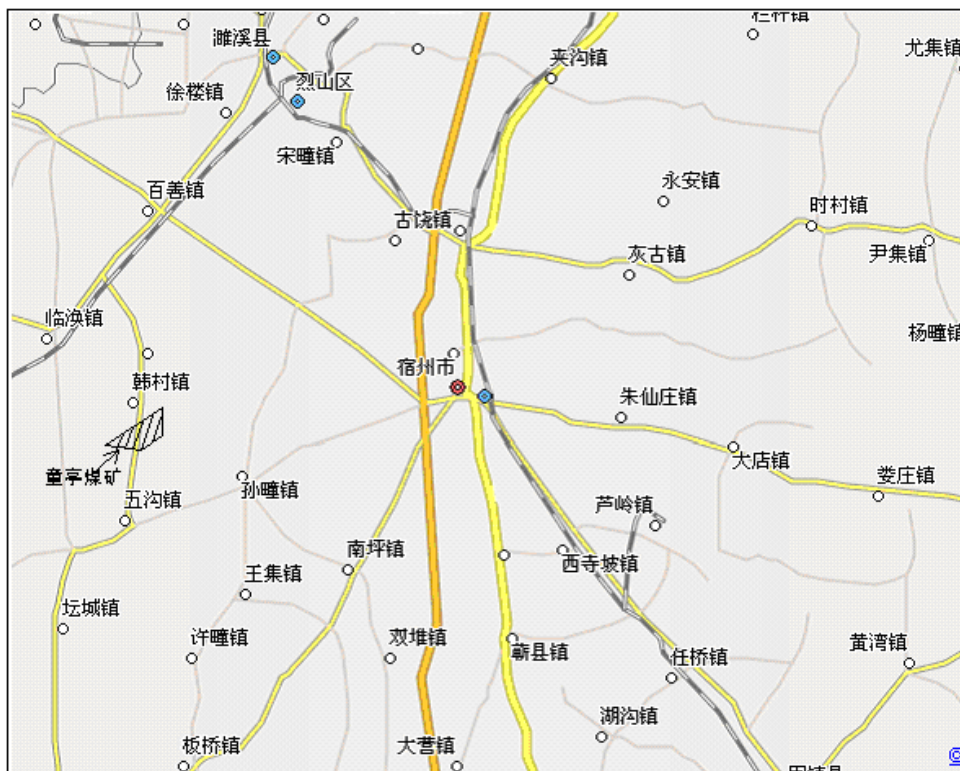 栏杆镇
濉溪县
尤集镇
夹沟镇
烈山区
徐楼镇
宋疃镇
永安镇
百善镇
时村镇
古饶镇
灰古镇
尹集镇
临涣镇
杨疃镇
宿州市
韩村镇
朱仙庄镇
大店镇
童亭煤矿
娄庄镇
孙疃镇
五沟镇
芦岭镇
南坪镇
西寺坡镇
王集镇
坛城镇
许疃镇
双堆镇
蕲县镇
黄湾镇
任桥镇
湖沟镇
板桥镇
大营镇
©